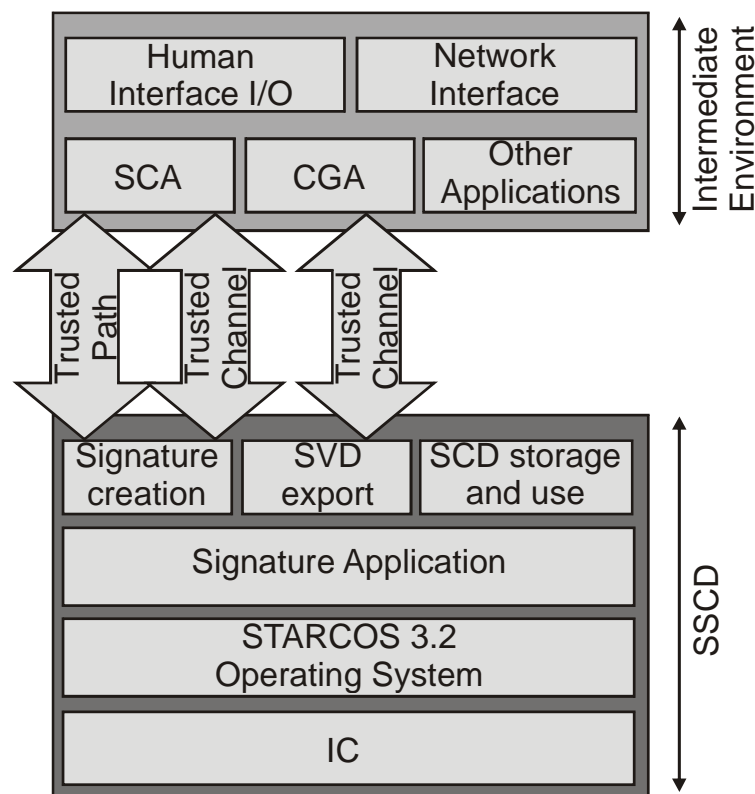 Human
Interface I/O
Network
Interface
Intermediate
Environment
SCA
CGA
Other
Applications
Trusted
Path
Trusted
Channel
Trusted
Channel
Signature
creation
SVD
export
SCD storage
and use
Signature Application
SSCD
STARCOS 3.2
Operating System
IC